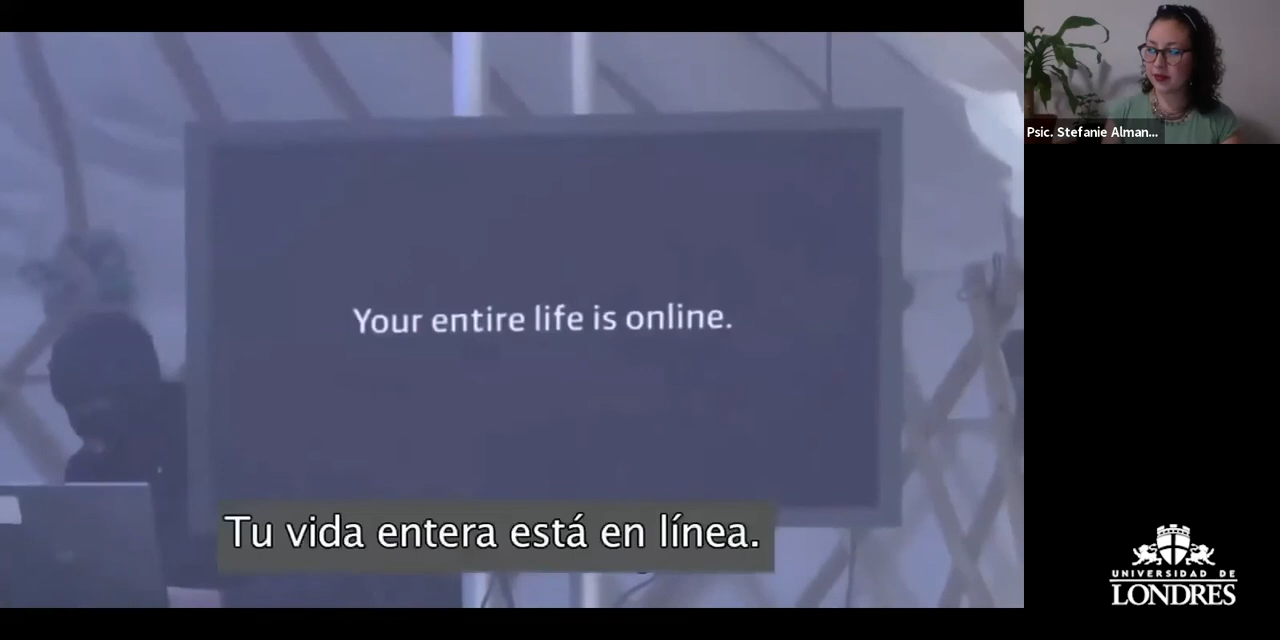 Psic. Stefanie Alman...
Your entire life is online.
Tu vida entera está en línea.
UNIVERSIDAD DE
LONDRES